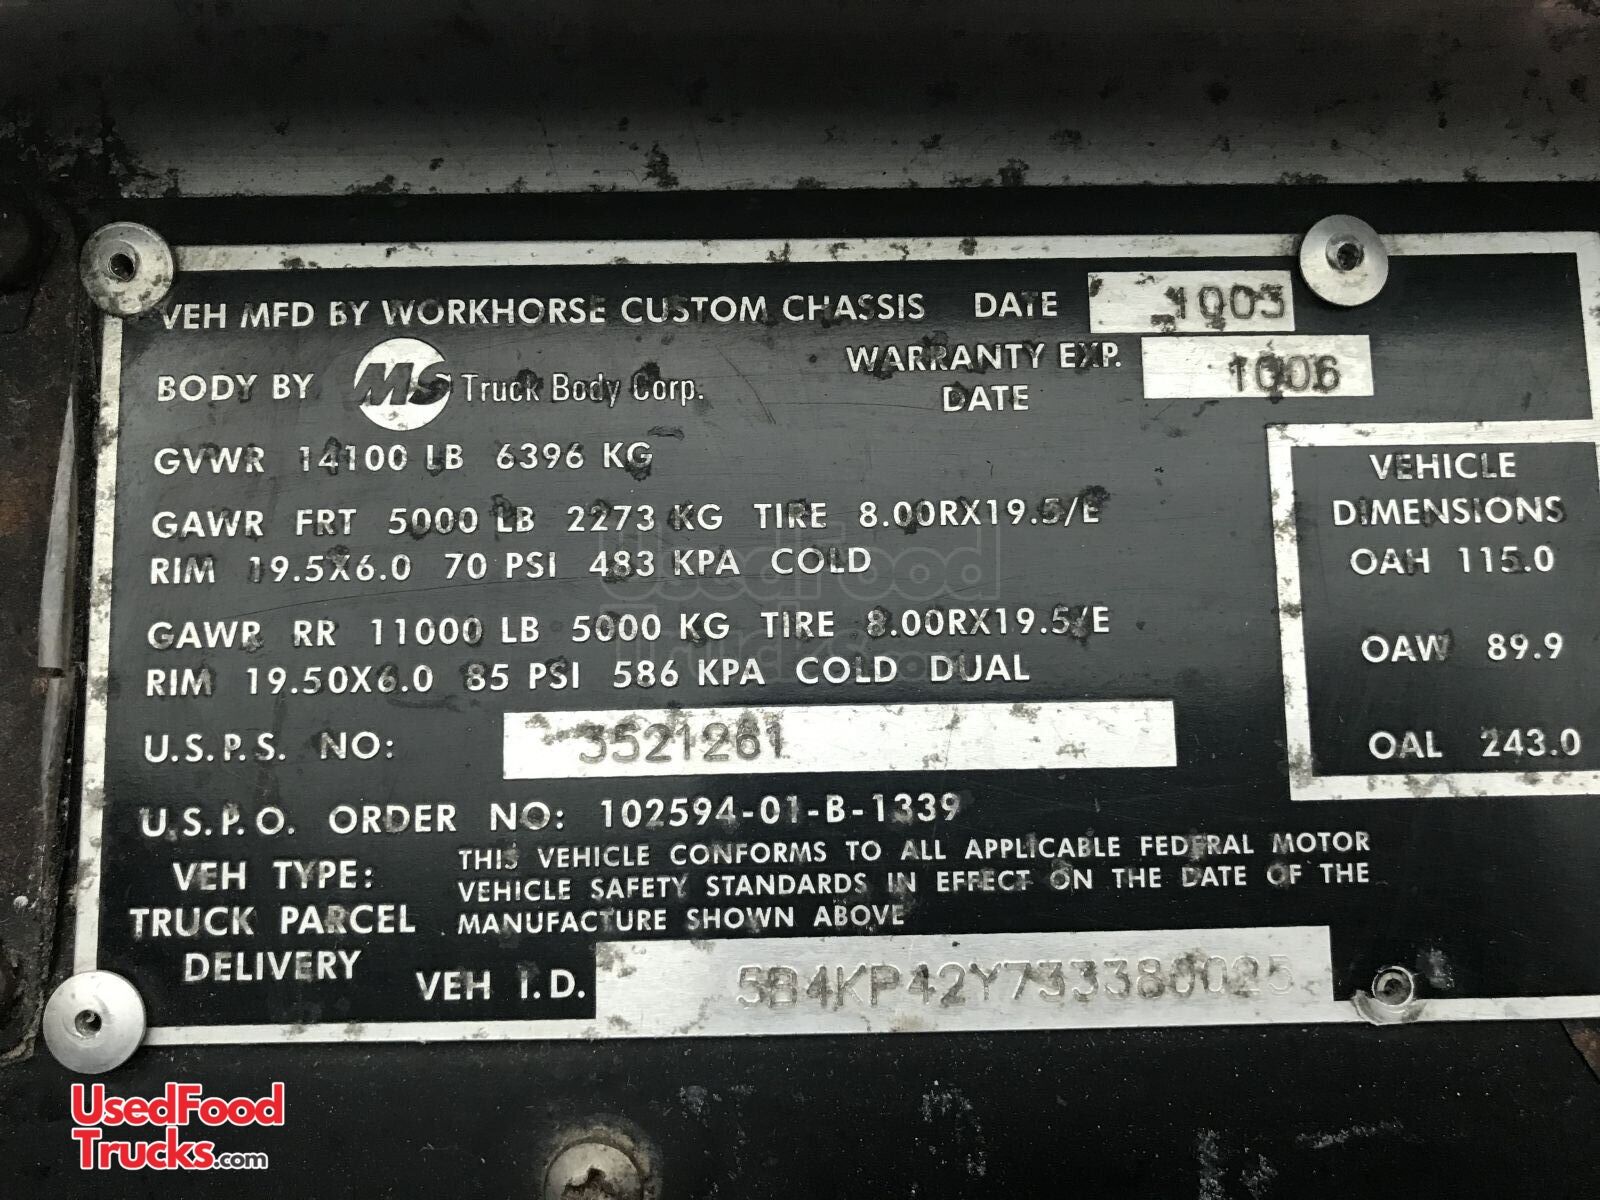 VEH MFD BY WORKHORSE CUSTOM CHASSIS DATE 1003
BODY BY MS Truck Body Corp. WARRANTY EXP. DATE 1006
GVWR 14100 LB 6396 KG
GAWR FRT 5000 LB 2273 KG TIRE 8.00RX19.5/E
RIM 19.5X6.0 70 PSI 483 KPA COLD
GAWR RR 11000 LB 5000 KG TIRE 8.00RX19.5/E
RIM 19.50X6.0 85 PSI 586 KPA COLD DUAL
U.S.P.S. NO: 3521261
U.S.P.O. ORDER NO: 102594-01-B-1339
VEH TYPE:
TRUCK PARCEL
DELIVERY
THIS VEHICLE CONFORMS TO ALL APPLICABLE FEDERAL MOTOR
VEHICLE SAFETY STANDARDS IN EFFECT ON THE DATE OF THE
MANUFACTURE SHOWN ABOVE
VEH I.D. 5B4KP42Y733380025
VEHICLE
DIMENSIONS
OAH 115.0
OAW 89.9
OAL 243.0
UsedFood
Trucks.com
UsedFood
Trucks.com